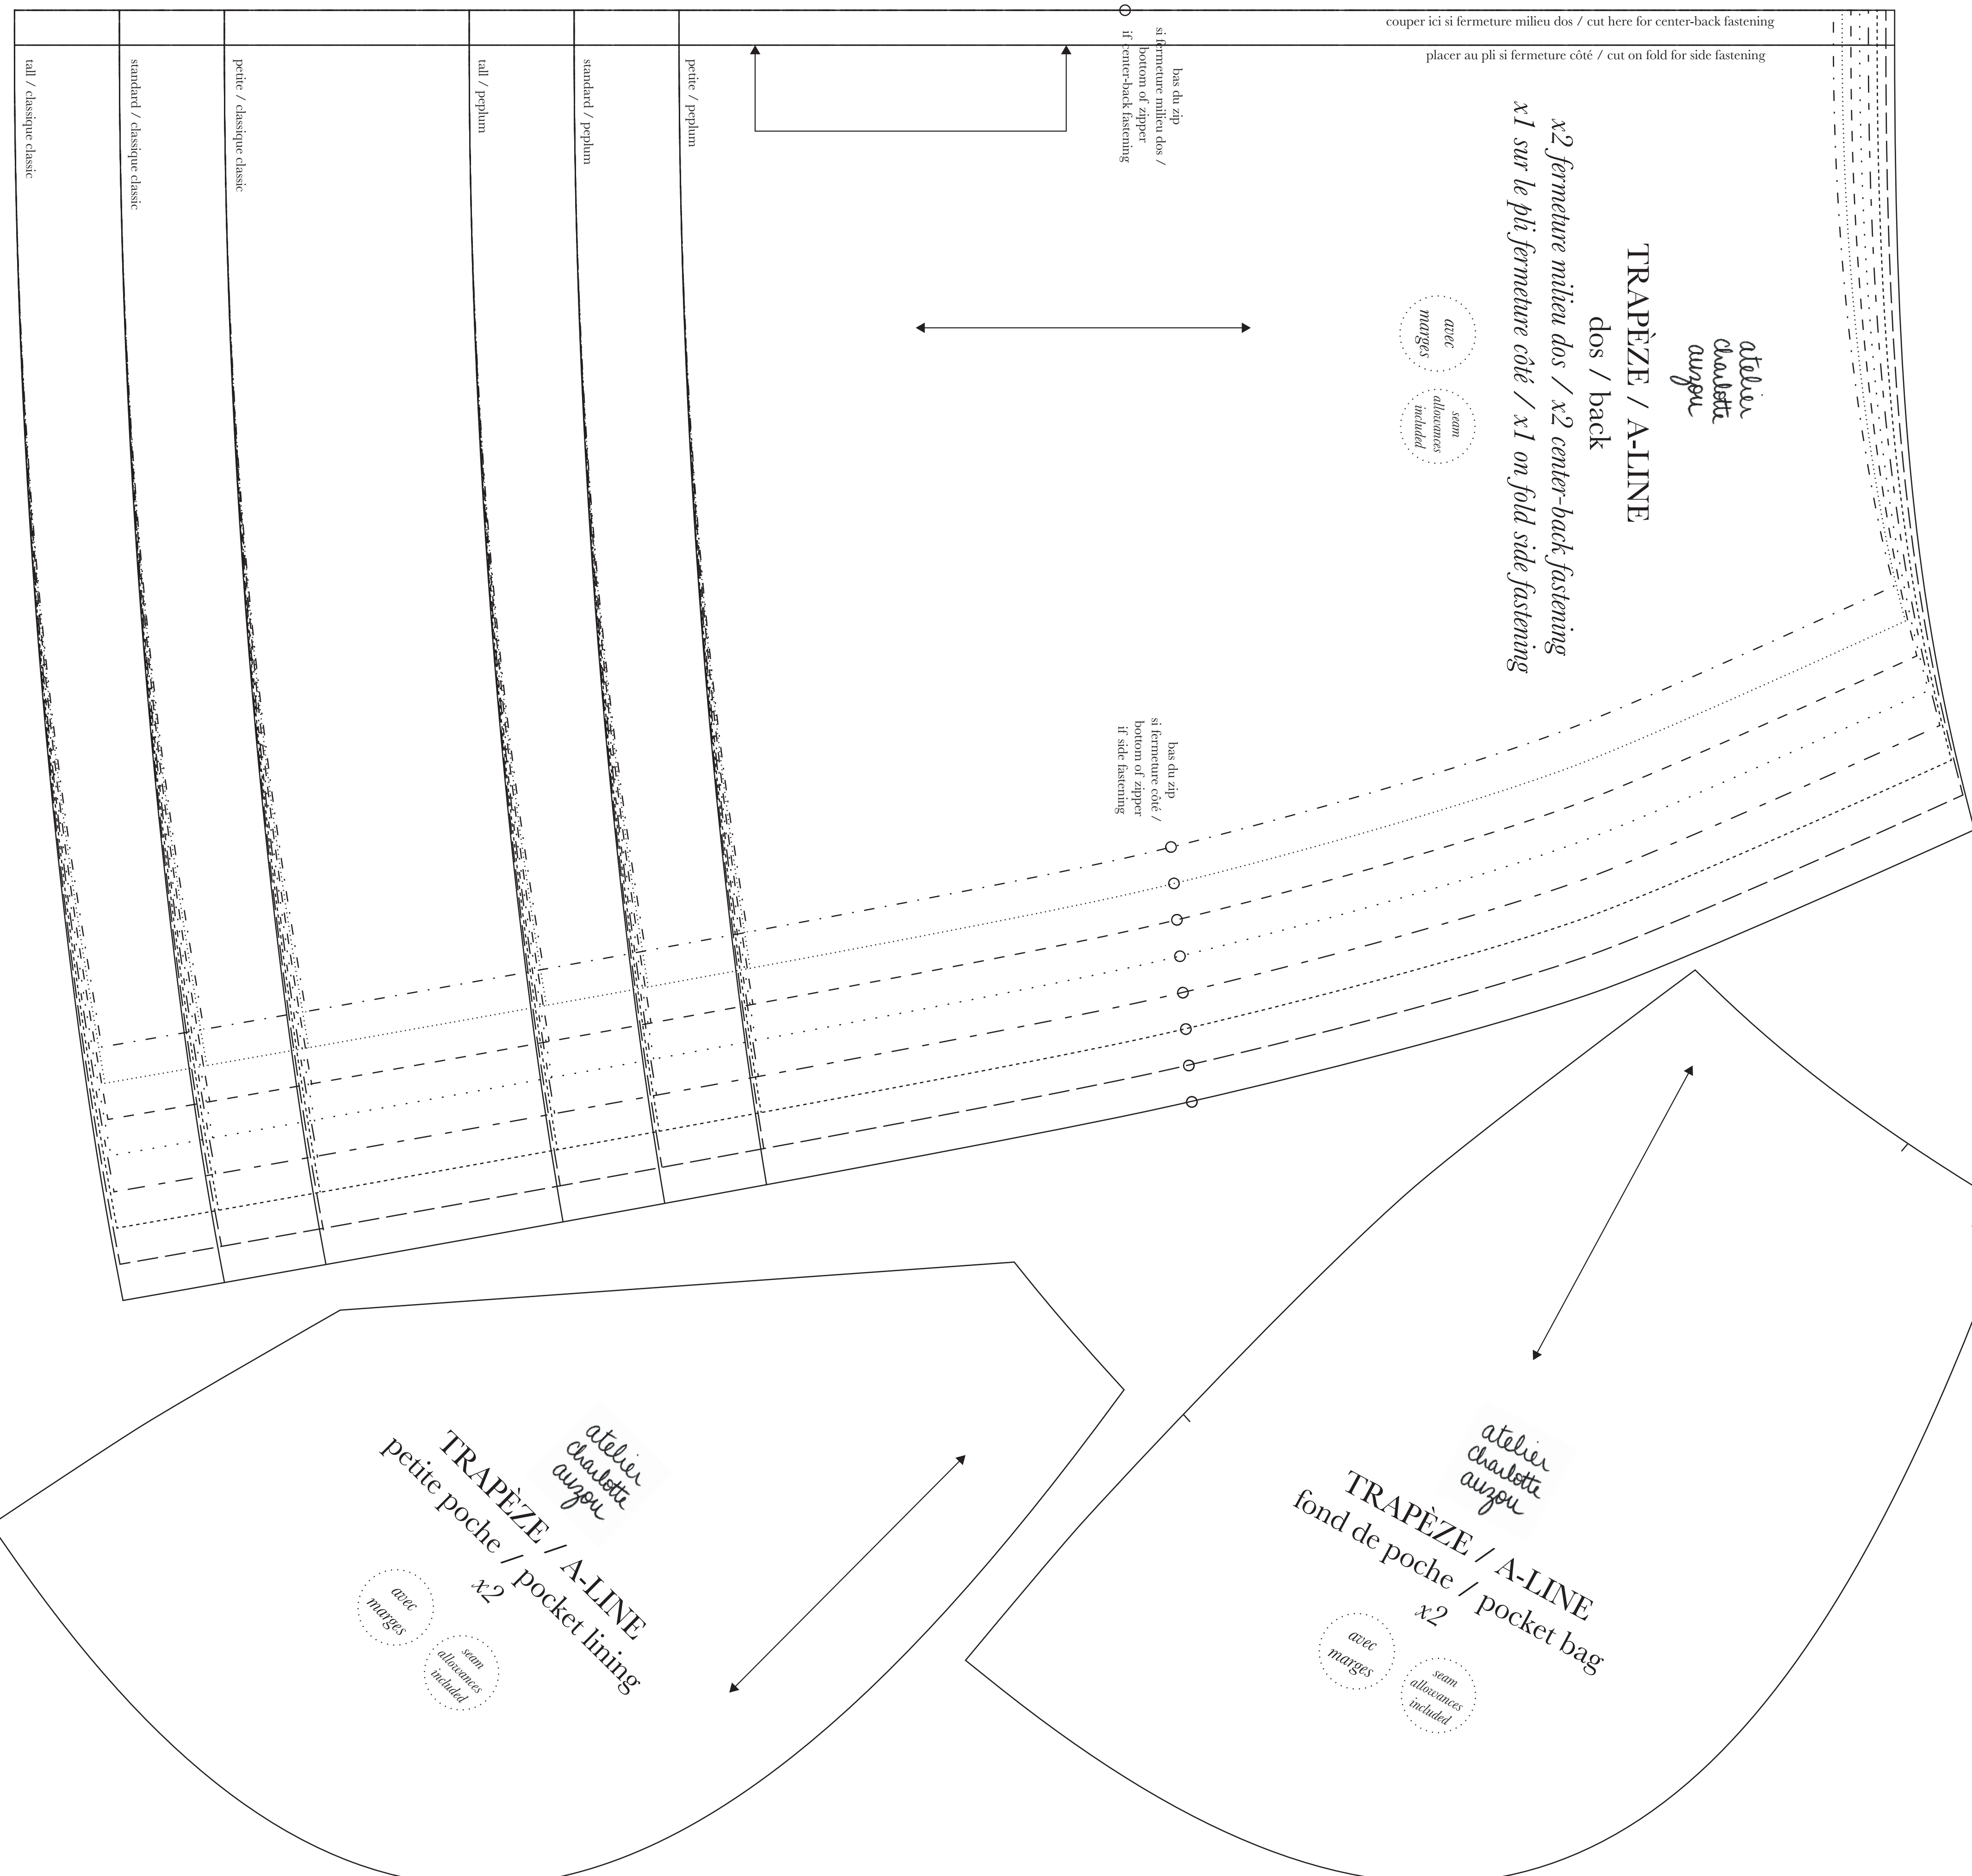 couper ici si fermeture milieu dos / cut here for center-back fastening
placer au pli si fermeture côté / cut on fold for side fastening
tall / classique classic
standard / classique classic
petite / classique classic
tall / peplum
standard / peplum
petite / peplum
bas du zip
si fermeture milieu dos /
bottom of zipper
if center-back fastening
atelier
charlotte
auzou
TRAPÈZE / A-LINE
dos / back
x2 fermeture milieu dos / x2 center-back fastening
x1 sur le pli fermeture côté / x1 on fold side fastening
avec
marges
seam
allowances
included
bas du zip
si fermeture côté /
bottom of zipper
if side fastening
atelier
charlotte
auzou
TRAPÈZE / A-LINE
petite poche / pocket lining
x2
avec
marges
seam
allowances
included
atelier
charlotte
auzou
TRAPÈZE / A-LINE
fond de poche / pocket bag
x2
avec
marges
seam
allowances
included